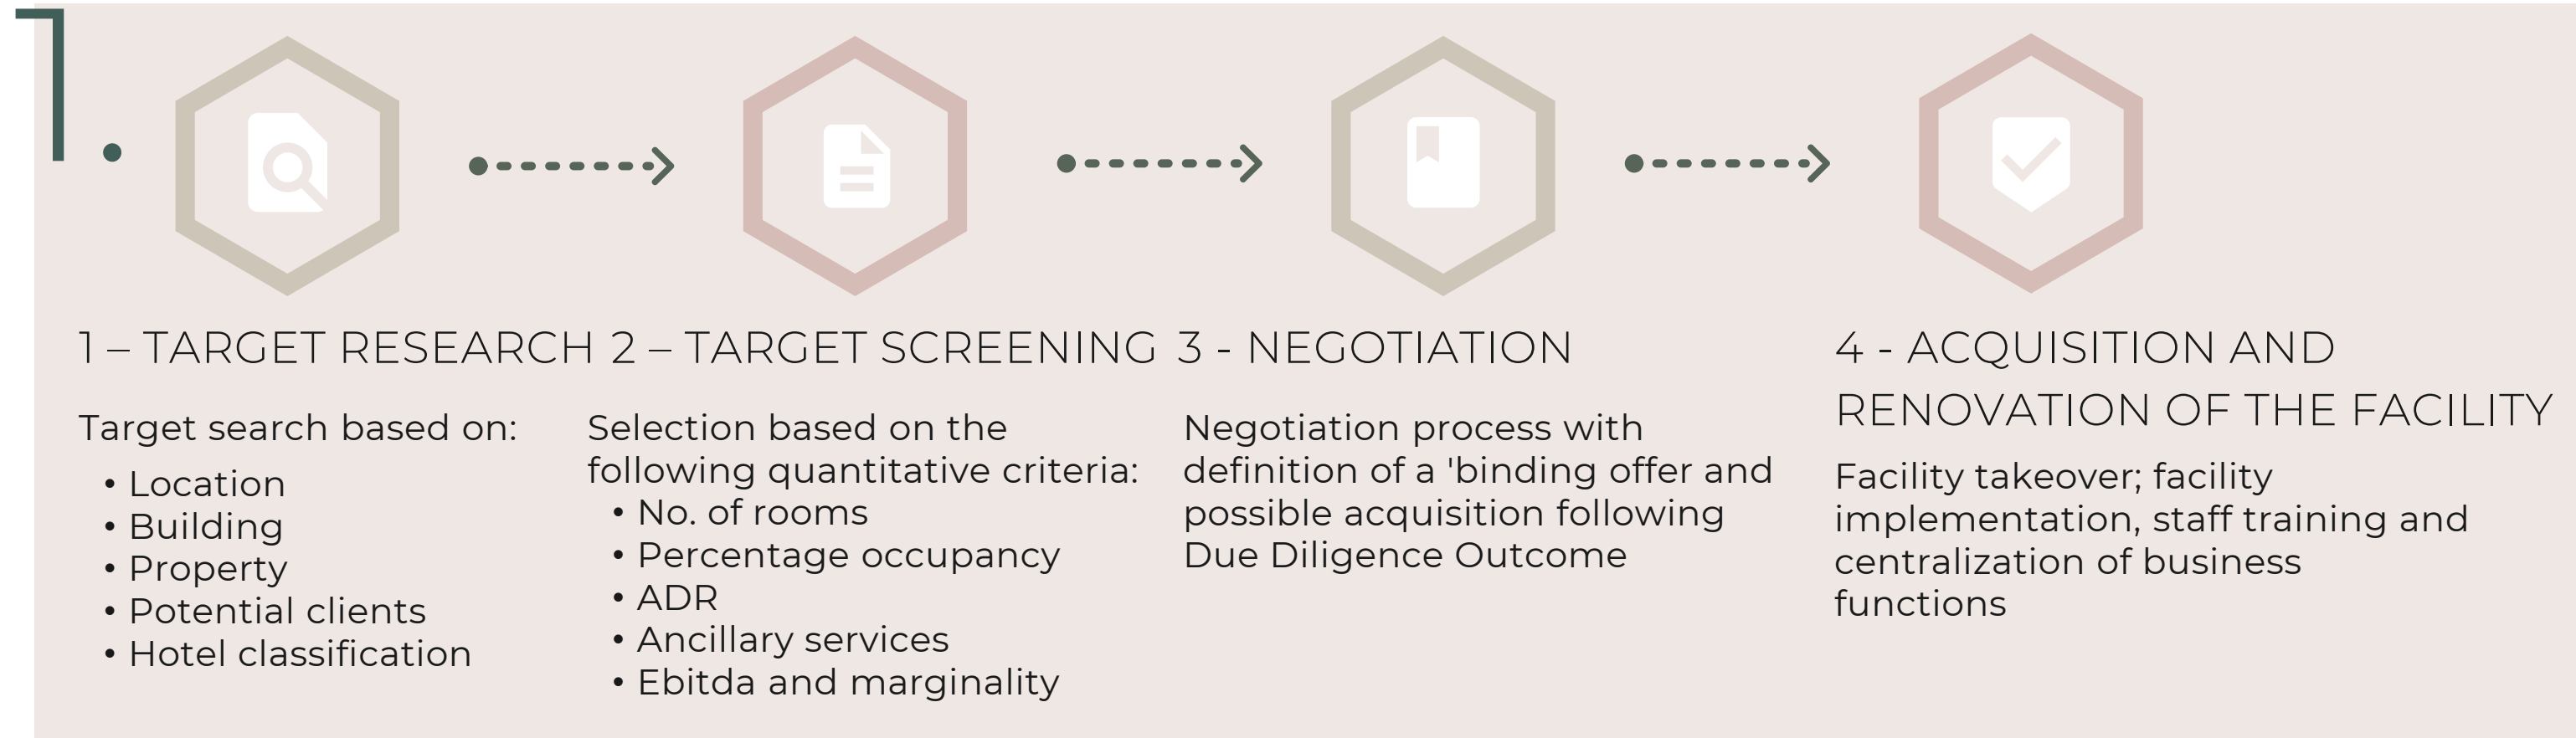 1 – TARGET RESEARCH
Target search based on:
• Location
• Building
• Property
• Potential clients
• Hotel classification
2 – TARGET SCREENING
Selection based on the
following quantitative criteria:
• No. of rooms
• Percentage occupancy
• ADR
• Ancillary services
• Ebitda and marginality
3 - NEGOTIATION
Negotiation process with
definition of a 'binding offer and
possible acquisition following
Due Diligence Outcome
4 - ACQUISITION AND
RENOVATION OF THE FACILITY
Facility takeover; facility
implementation, staff training and
centralization of business
functions